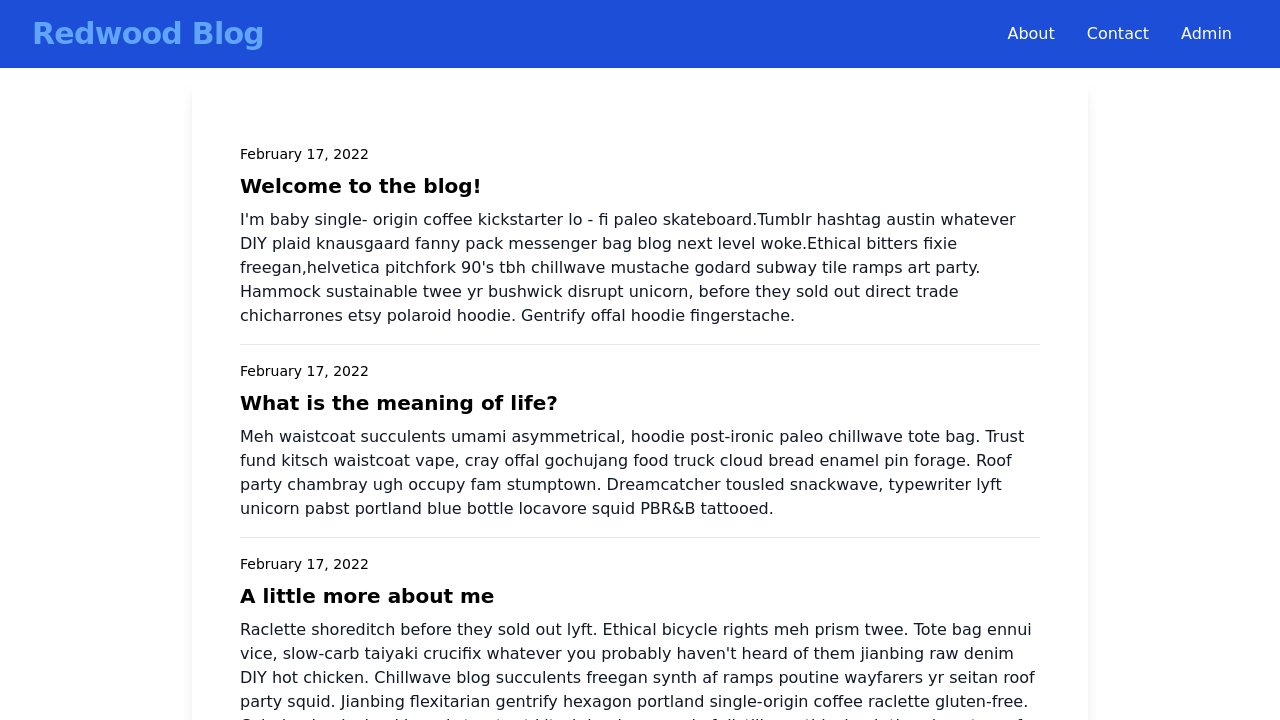 Redwood Blog
About
Contact
Admin
February 17, 2022
Welcome to the blog!
I'm baby single- origin coffee kickstarter lo - fi paleo skateboard.Tumblr hashtag austin whatever
DIY plaid knausgaard fanny pack messenger bag blog next level woke.Ethical bitters fixie
freegan,helvetica pitchfork 90's tbh chillwave mustache godard subway tile ramps art party.
Hammock sustainable twee yr bushwick disrupt unicorn, before they sold out direct trade
chicharrones etsy polaroid hoodie. Gentrify offal hoodie fingerstache.
February 17, 2022
What is the meaning of life?
Meh waistcoat succulents umami asymmetrical, hoodie post-ironic paleo chillwave tote bag. Trust
fund kitsch waistcoat vape, cray offal gochujang food truck cloud bread enamel pin forage. Roof
party chambray ugh occupy fam stumptown. Dreamcatcher tousled snackwave, typewriter lyft
unicorn pabst portland blue bottle locavore squid PBR&B tattooed.
February 17, 2022
A little more about me
Raclette shoreditch before they sold out lyft. Ethical bicycle rights meh prism twee. Tote bag ennui
vice, slow-carb taiyaki crucifix whatever you probably haven't heard of them jianbing raw denim
DIY hot chicken. Chillwave blog succulents freegan synth af ramps poutine wayfarers yr seitan roof
party squid. Jianbing flexitarian gentrify hexagon portland single-origin coffee raclette gluten-free.